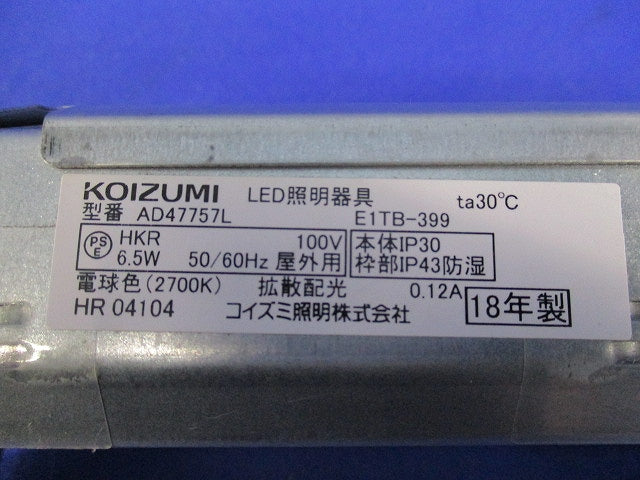 KOIZUMI LED照明器具 ta30℃
型番 AD47757L E1TB-399
PS E HKR 100V 本体IP30
6.5W 50/60Hz 屋外用 枠部IP43防湿
電球色(2700K) 拡散配光 0.12A
HR 04104 コイズミ照明株式会社 18年製